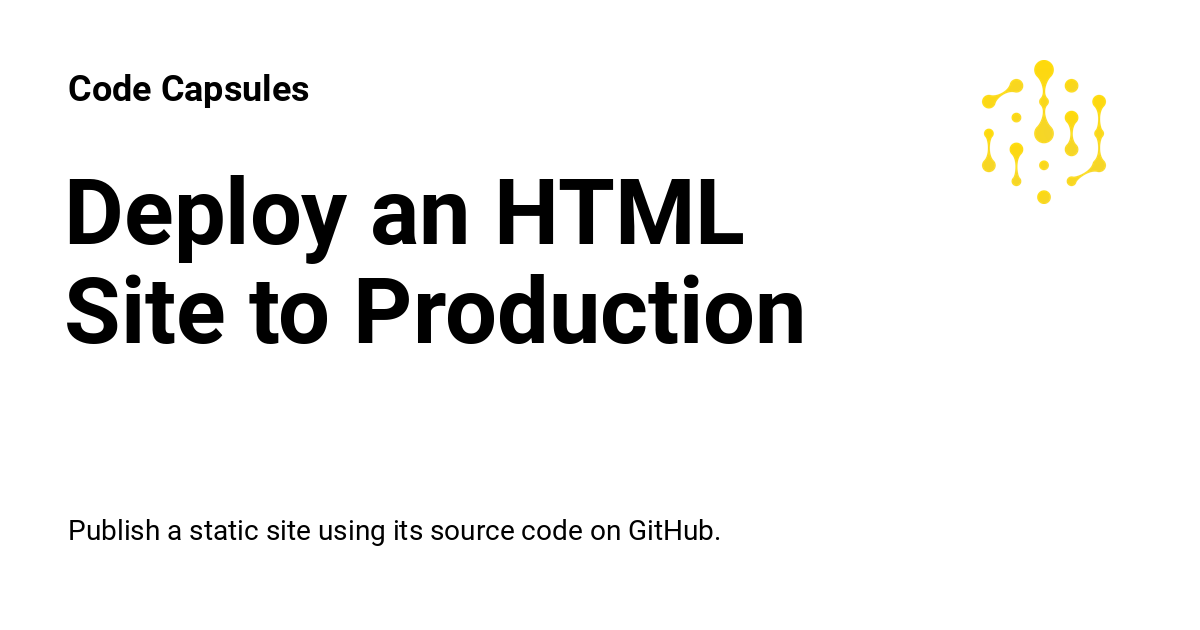 Code Capsules
Deploy an HTML
Site to Production
Publish a static site using its source code on GitHub.